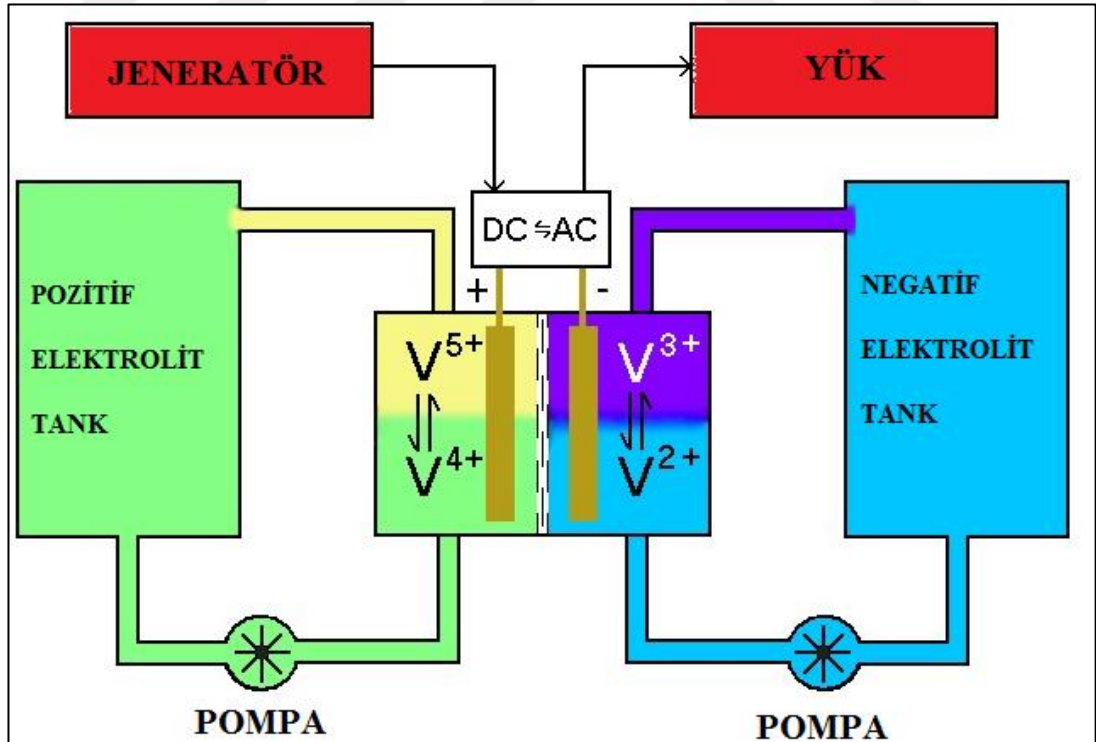 JENERATÖR
YÜK
DC ⇋ AC
+
-
POZİTİF
ELEKTROLİT
TANK
V5+
V4+
V3+
V2+
NEGATİF
ELEKTROLİT
TANK
POMPA
POMPA